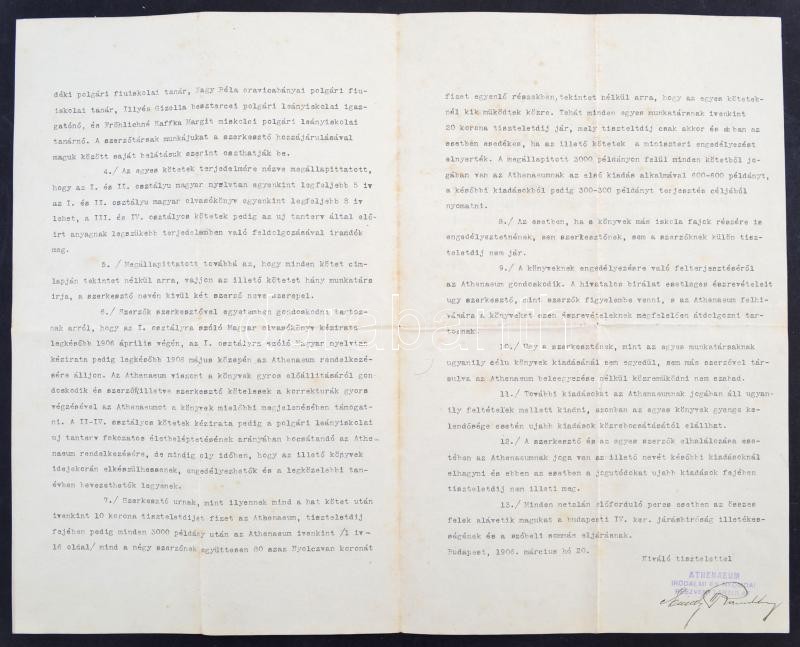 déki polgári fiuiskolai tanár, Nagy Béla oravicabányai polgári fiu-
iskolai tanár, Illyés Gizella besztercei polgári leányiskolai igaz-
gatónő, és Fröhlichné Kaffka Margit miskolci polgári leányiskolai
tanárnő. A szerzőtársak munkájukat a szerkesztő hozzájárulásával
maguk között saját belátásuk szerint oszthatják be.
4./ Az egyes kötetek terjedelmére nézve megállapittatott,
hogy az I. és II. osztályu magyar nyelvtan egyenkint legfeljebb 5 iv
az I. és II. osztályu magyar olvasókönyv egyenkint legfeljebb 8 iv
lehet, a III. és IV. osztályos kötetek pedig az uj tanterv által elő-
irt anyagnak legszükebb terjedelemben való feldolgozásával irandók
meg.
5. / Megállapittatott továbbá az, hogy minden kötet cim-
lapján tekintet nélkül arra, vajjon az illető kötetet hány munkatárs
irja, a szerkesztő nevén kivül két szerző neve szerepel.
6./ Szerzők szerkesztővel egyetemben gondoskodni tartoz-
nak arról, hogy az I. osztályra szóló Magyar olvasókönyv kézirata
legkésőbb 1906 április végén, az I. osztályra szóló Magyar nyelvtan
kézirata pedig legkésőbb 1906 május közepén az Athenaeum rendelkezé-
sére álljon. Az Athenaeum viszont a könyvek gyors előállitásáról gon-
doskodik és szerző illetve szerkesztő kötelesek a korrekturák gyors
végzésével az Athenaeumot a könyvek mielőbbi megjelenésében támogat-
ni. A II-IV. osztályos kötetek kézirata pedig a polgári leányiskolai
uj tanterv fokozatos életbeléptetésének arányában bocsátandó az Athe-
naeum rendelkezésére, de mindig oly időben, hogy az illető könyvek
idejekorán elkészülhessenek, engedélyezhetők és a legközelebbi tan-
évben bevezethetők legyenek.
7./ Szerkesztő urnak, mint ilyennek mind a hat kötet után
ivenkint 10 korona tiszteletdijat fizet az Athenaeum, tiszteletdij
fejében pedig minden 3000 példány után az Athenaeum ivenkint /1 iv-
16 oldal/ mind a négy szerzőnek együttesen 80 azaz Nyolczvan koronát
fizet egyenlő részekben, tekintet nélkül arra, hogy az egyes kötetek-
nél kik működtek közre. Tehát minden egyes munkatársnak ivenkint
20 korona tiszteletdij jár, mely tiszteletdij csak akkor és abban az
esetben esedékes, ha az illető kötetek a miniszteri engedélyezést
elnyerték. A megállapitott 3000 példányon felül minden kötetből jo-
gában van az Athenaeumnak az első kiadás alkalmával 600-600 példányt,
a későbbi kiadásokból pedig 300-300 példányt terjesztés céljából
nyomatni.
8./ Az esetben, ha a könyvek más iskola fajok részére is
engedélyeztetnének, sem szerkesztőnek, sem a szerzőknek külön tisz-
teletdij nem jár.
9./ A könyveknek engedélyezésre való felterjesztéséről
az Athenaeum gondoskodik. A hivatalos birálat esetleges észrevételeit
ugy szerkesztő, mint szerzők figyelembe venni, s az Athenaeum felhi-
vására a könyveket ezen észrevételeknek megfelelően átdolgozni tar-
toznak.
10./ Ugy a szerkesztőnek, mint az egyes munkatársaknak
ugyanily célu könyvek kiadásánál sem egyedül, sem más szerzővel tár-
sulva az Athenaeum beleegyezése nélkül közreműködni nem szabad.
11./ További kiadásokat az Athenaeumnak jogában áll ugyan-
ily feltételek mellett kiadni, azonban az egyes könyvek gyenge ke-
lendősége esetén ujabb kiadások közrebocsátásától elállhat.
12./ A szerkesztő és az egyes szerzők elhalálozása ese-
tében az Athenaeumnak joga van az illető nevét későbbi kiadásoknál
elhagyni és ebben az esetben a jogutódokat ujabb kiadások fejében
tiszteletdij nem illeti meg.
13./ Minden netalán előforduló peres esetben az összes
felek alávetik magukat a budapesti IV. ker. járásbiróság illetékes-
ségének és a szóbeli sommás eljárásnak.
Budapest, 1906. március hó 20.
Kiváló tisztelettel
ATHENAEUM
IRODALMI ÉS NYOMDAI